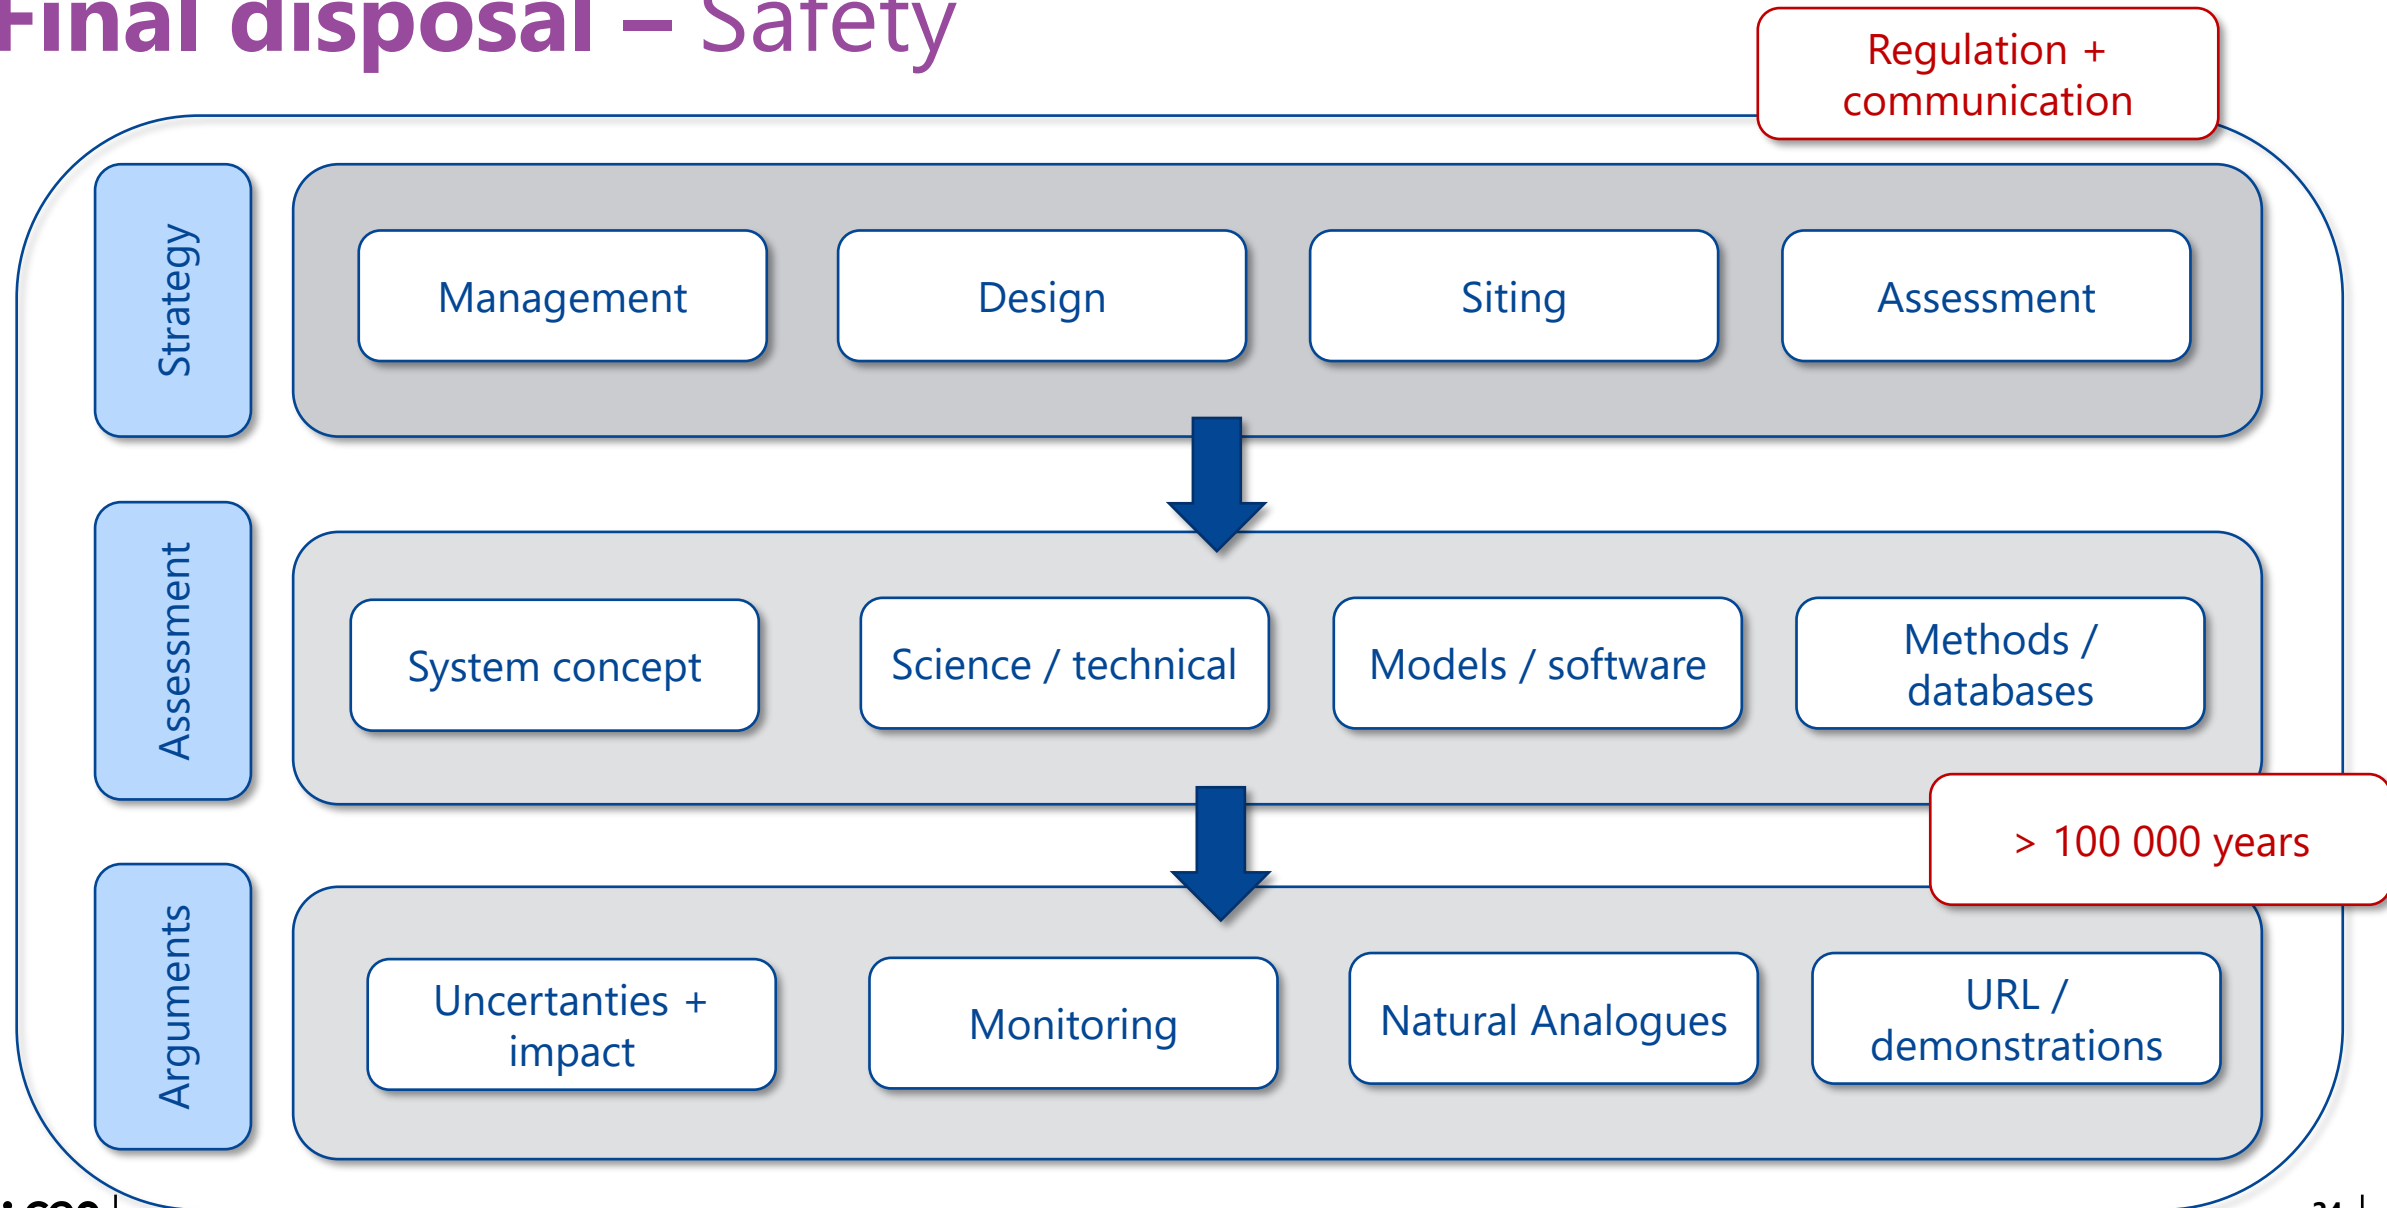 Final disposal – Safety
Regulation +
communication
Strategy
Management
Design
Siting
Assessment
Assessment
System concept
Science / technical
Models / software
Methods /
databases
> 100 000 years
Arguments
Uncertanties +
impact
Monitoring
Natural Analogues
URL /
demonstrations